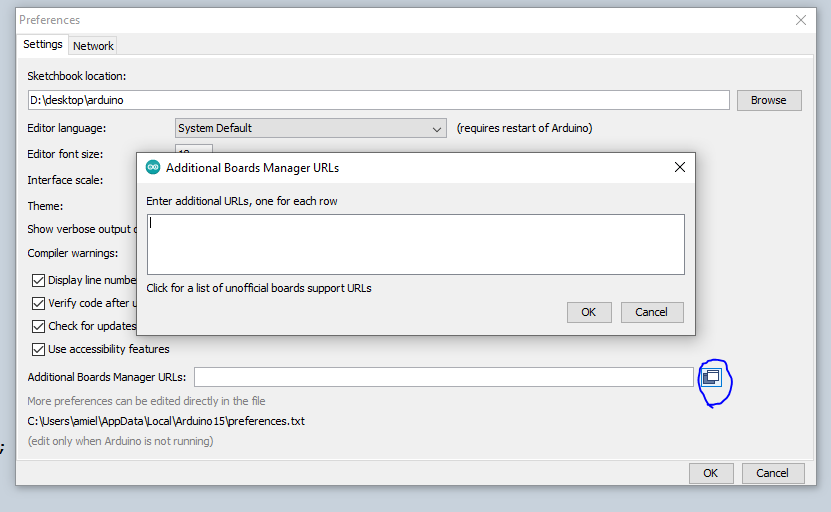 Preferences
Settings Network
Sketchbook location:
D:\desktop\arduino Browse
Editor language: System Default (requires restart of Arduino)
Editor font size:
Additional Boards Manager URLs
Interface scale:
Enter additional URLs, one for each row
Theme:
Show verbose output
Compiler warnings:
Display line numbe
Click for a list of unofficial boards support URLs
Verify code after u
OK Cancel
Check for updates
Use accessibility features
Additional Boards Manager URLs:
More preferences can be edited directly in the file
C:\Users\amiel\AppData\Local\Arduino15\preferences.txt
(edit only when Arduino is not running)
;
OK Cancel